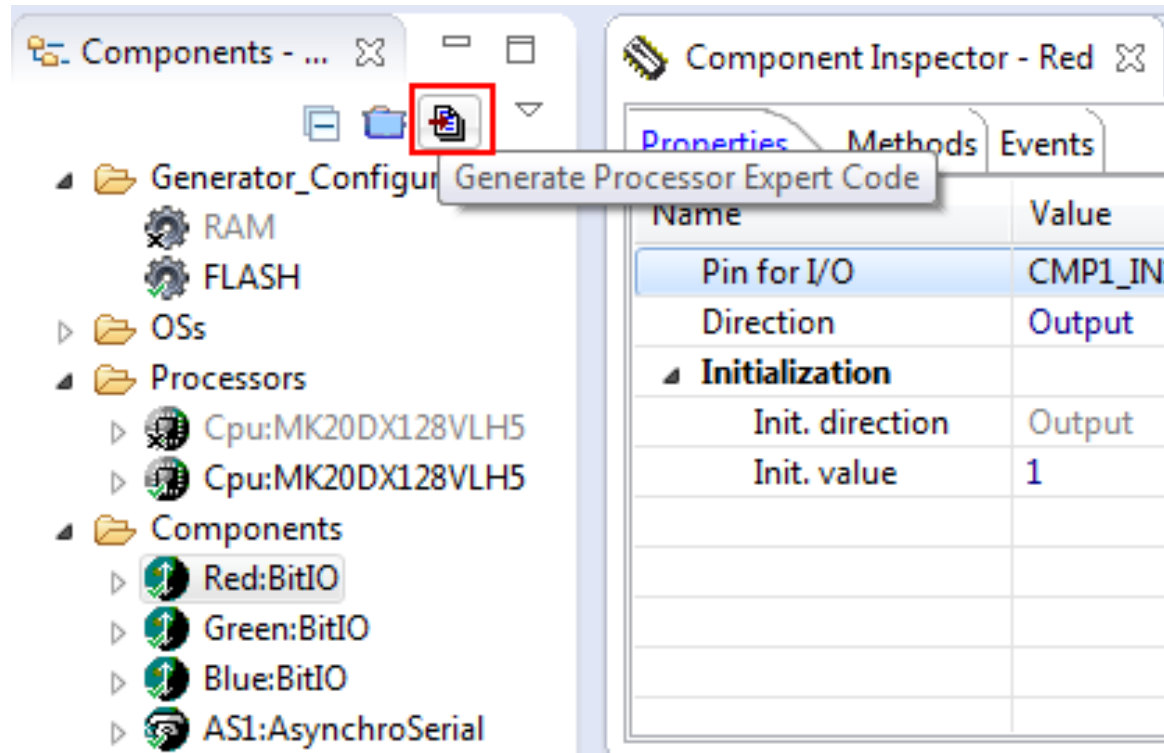 Components - ...
Generator_Configur
RAM
FLASH
OSs
Processors
Cpu:MK20DX128VLH5
Cpu:MK20DX128VLH5
Components
Red:BitIO
Green:BitIO
Blue:BitIO
AS1:AsynchroSerial
Generate Processor Expert Code
Component Inspector - Red
Properties Methods Events
Name Value
Pin for I/O CMP1_IN
Direction Output
Initialization
Init. direction Output
Init. value 1